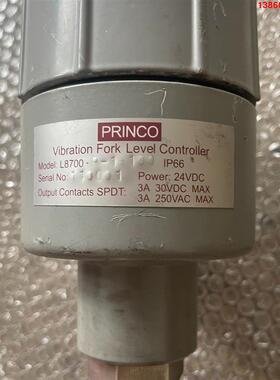 1386
PRINCO
Vibration Fork Level Controller
Model: L8700- IP66
Serial No: Power: 24VDC
Output Contacts SPDT: 3A 30VDC MAX
3A 250VAC MAX